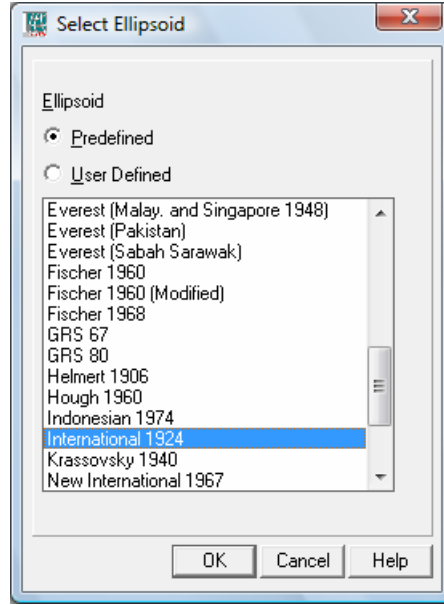 Select Ellipsoid
Ellipsoid
Predefined
User Defined
Everest (Malay. and Singapore 1948)
Everest (Pakistan)
Everest (Sabah Sarawak)
Fischer 1960
Fischer 1960 (Modified)
Fischer 1968
GRS 67
GRS 80
Helmert 1906
Hough 1960
Indonesian 1974
International 1924
Krassovsky 1940
New International 1967
OK Cancel Help